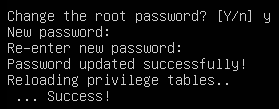 Change the root password? [Y/n] y
New password:
Re-enter new password:
Password updated successfully!
Reloading privilege tables..
 ... Success!